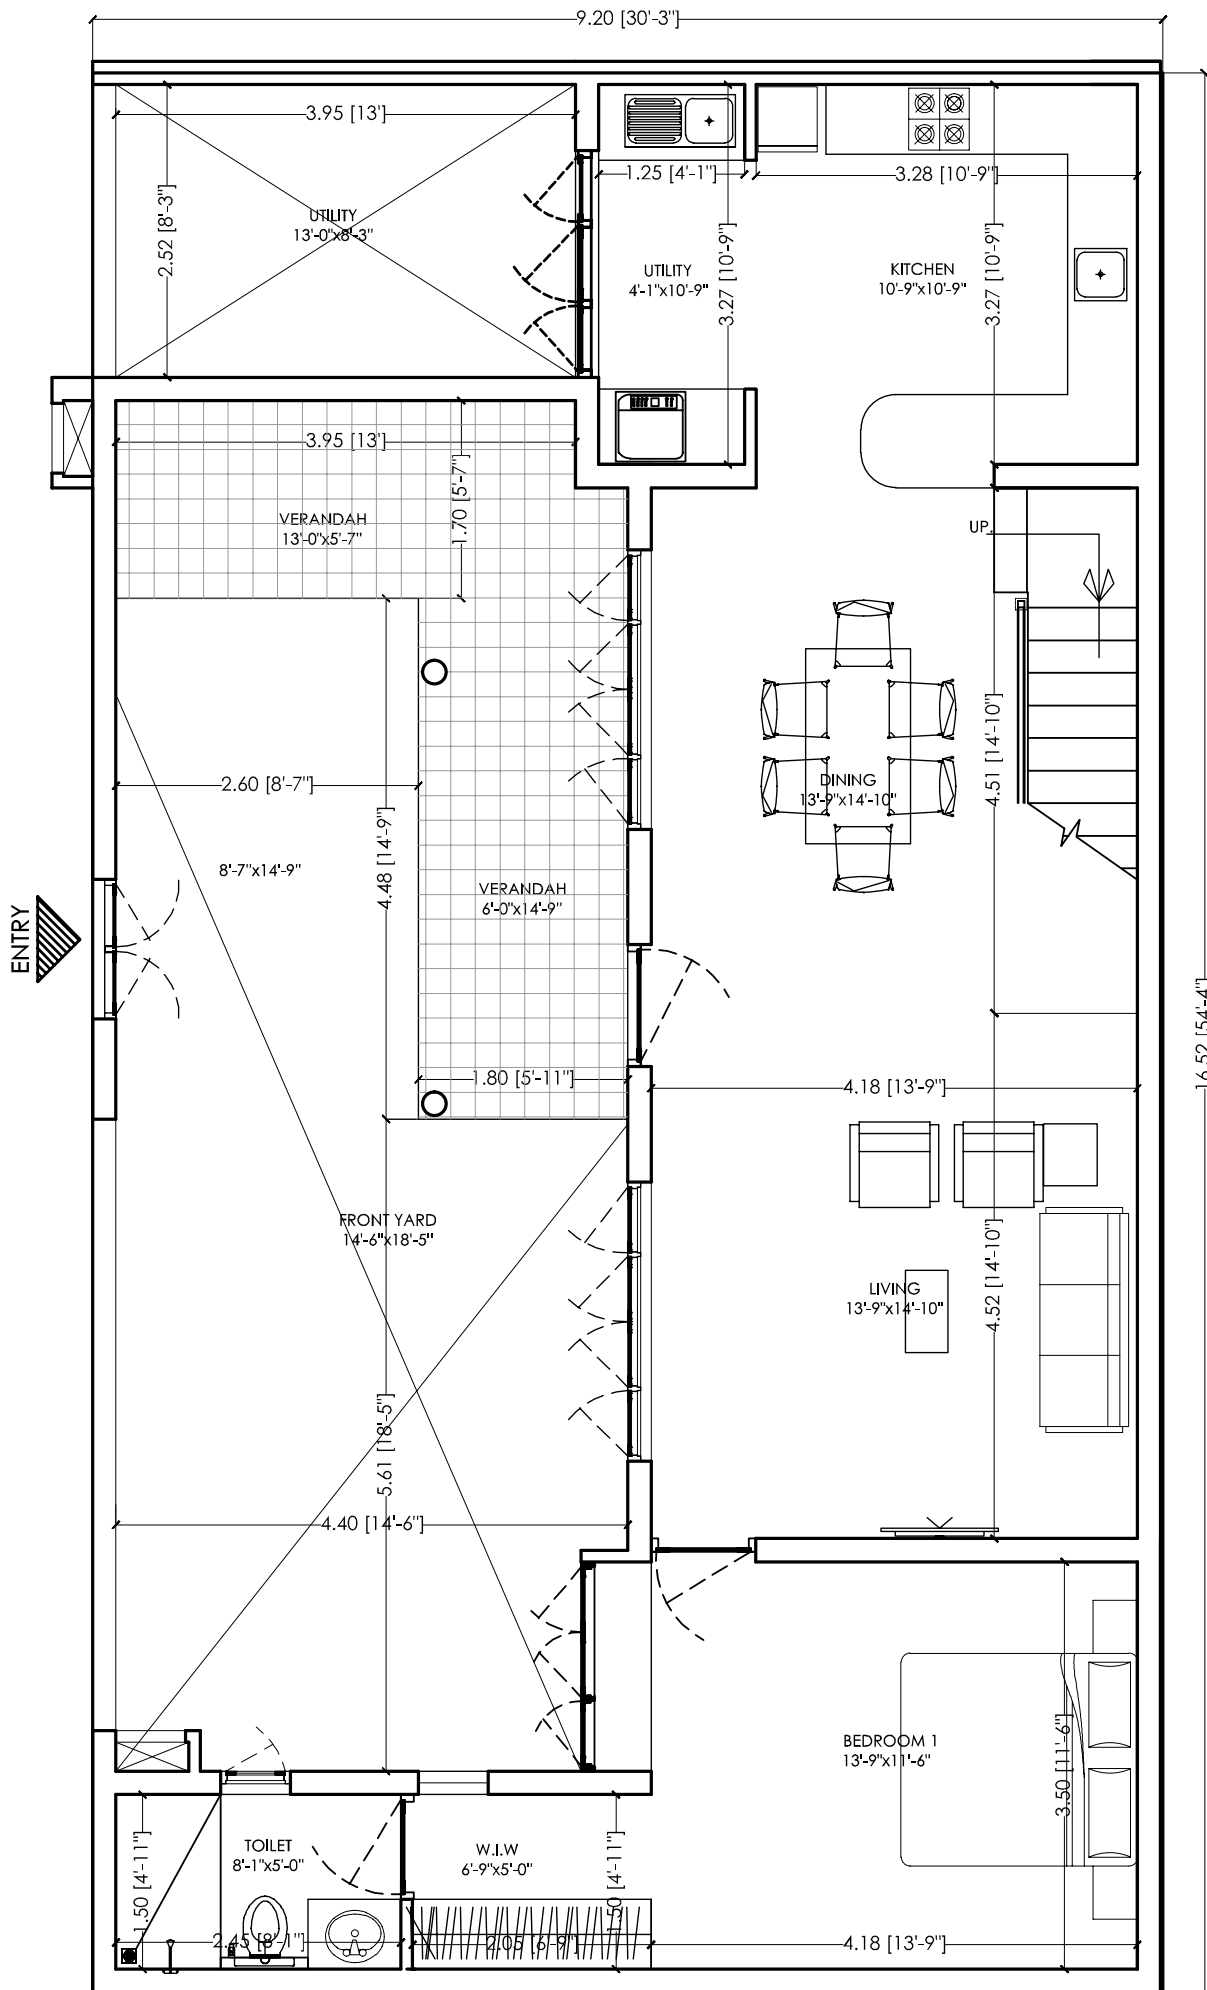 9.20 [30'-3"]
3.95 [13']
2.52 [8'-3"]
UTILITY
13'-0"x8'-3"
1.25 [4'-1"]
3.28 [10'-9"]
UTILITY
4'-1"x10'-9"
3.27 [10'-9"]
KITCHEN
10'-9"x10'-9"
3.27 [10'-9"]
3.95 [13']
1.70 [5'-7"]
VERANDAH
13'-0"x5'-7"
UP
2.60 [8'-7"]
4.48 [14'-9"]
8'-7"x14'-9"
VERANDAH
6'-0"x14'-9"
DINING
13'-9"x14'-10"
4.51 [14'-10"]
ENTRY
16.52 [54'-4"]
1.80 [5'-11"]
4.18 [13'-9"]
FRONT YARD
14'-6"x18'-5"
LIVING
13'-9"x14'-10"
4.52 [14'-10"]
5.61 [18'-5"]
4.40 [14'-6"]
BEDROOM 1
13'-9"x11'-6"
3.50 [11'-6"]
TOILET
8'-1"x5'-0"
W.I.W
6'-9"x5'-0"
1.50 [4'-11"]
1.50 [4'-11"]
2.45 [8'-1"]
2.05 [6'-9"]
4.18 [13'-9"]